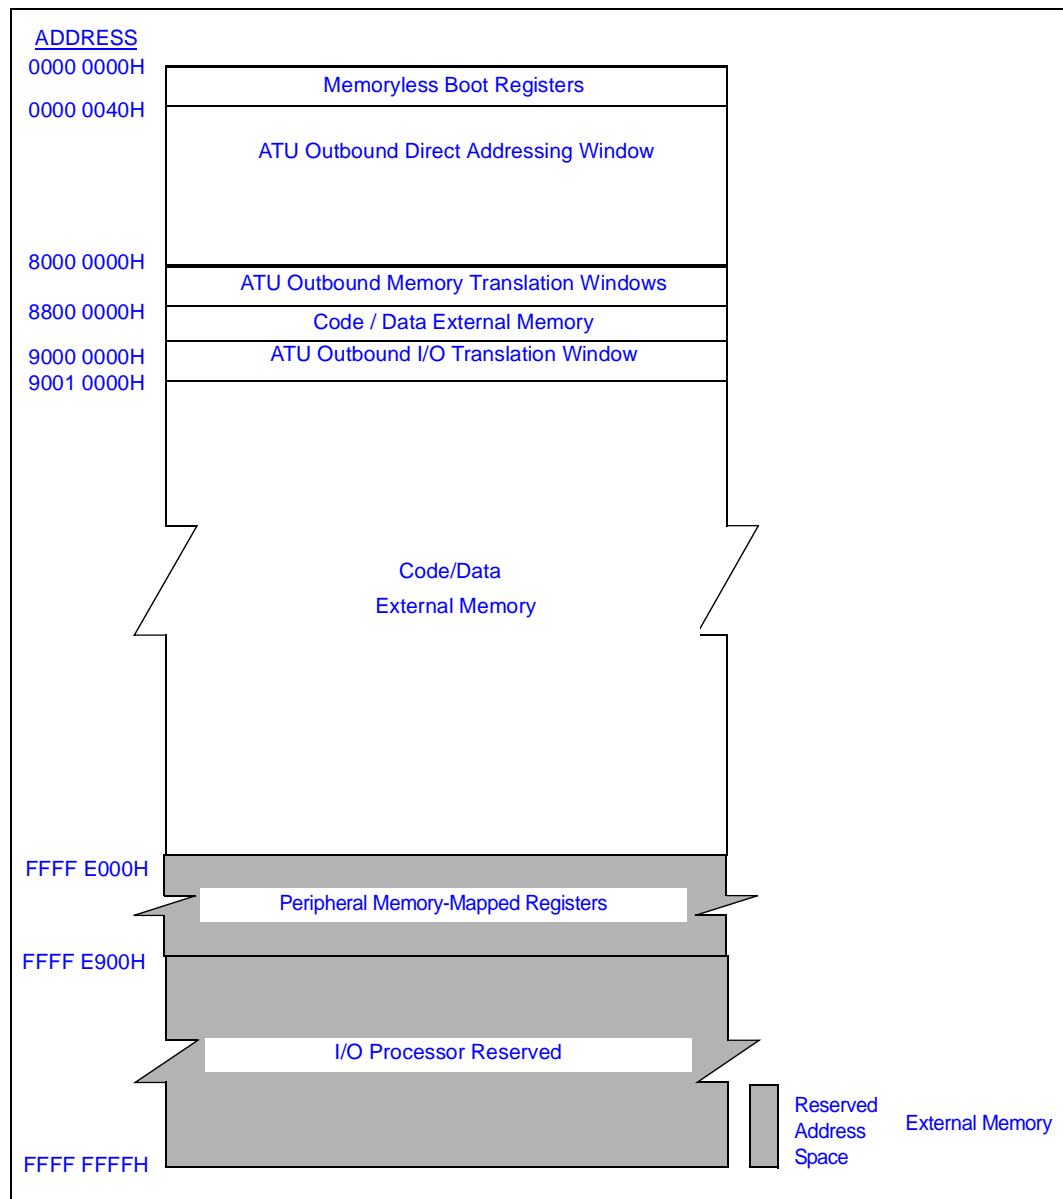 ADDRESS
0000 0000H
Memoryless Boot Registers
0000 0040H
ATU Outbound Direct Addressing Window
8000 0000H
ATU Outbound Memory Translation Windows
8800 0000H
Code / Data External Memory
9000 0000H
ATU Outbound I/O Translation Window
9001 0000H
Code/Data
External Memory
FFFF E000H
Peripheral Memory-Mapped Registers
FFFF E900H
I/O Processor Reserved
Reserved
Address
Space
External Memory
FFFF FFFFH